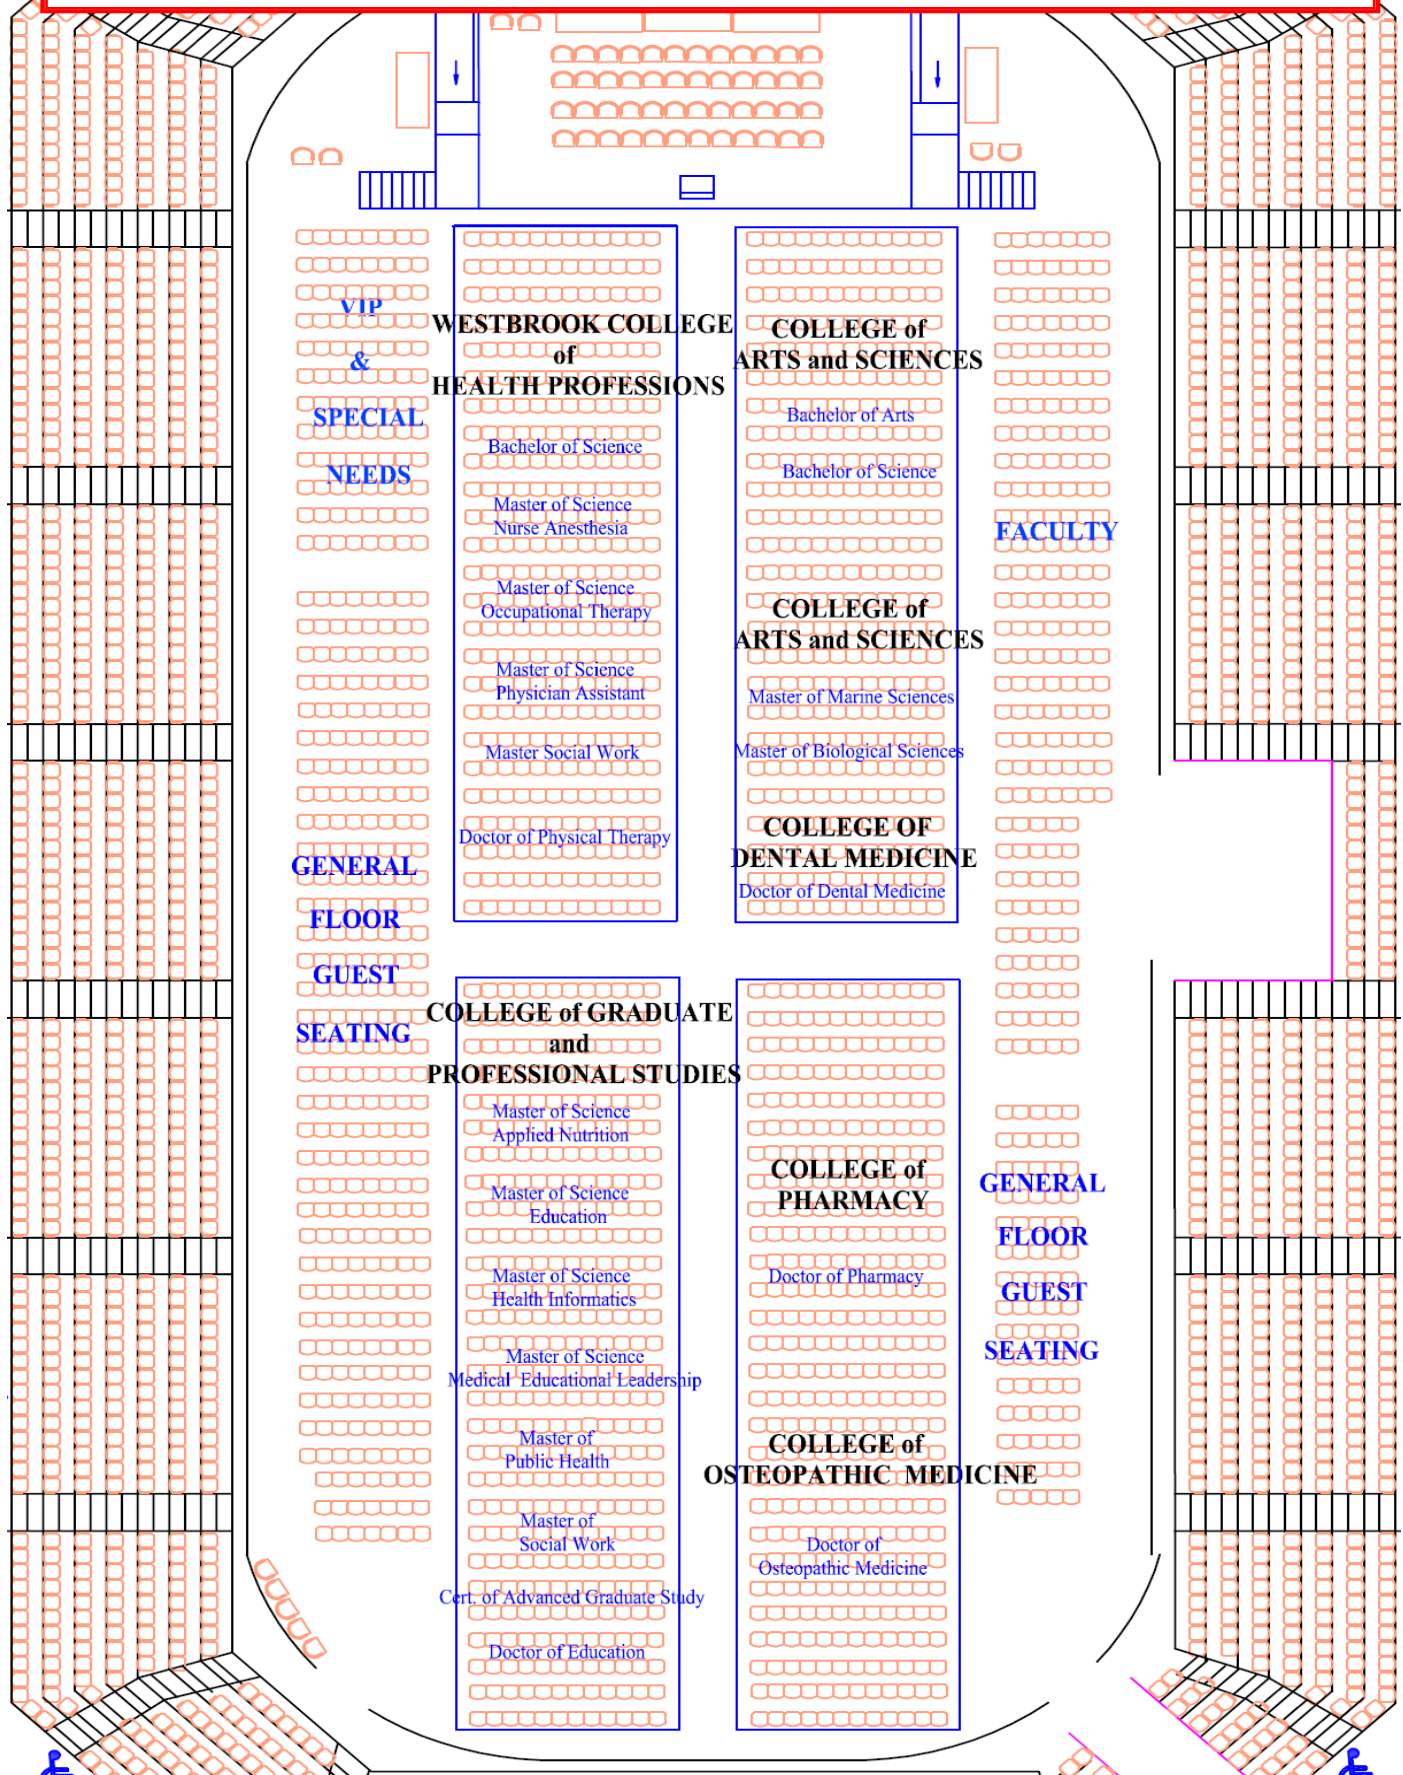 VIP
&
SPECIAL
NEEDS
WESTBROOK COLLEGE
of
HEALTH PROFESSIONS
Bachelor of Science
Master of Science
Nurse Anesthesia
Master of Science
Occupational Therapy
Master of Science
Physician Assistant
Master Social Work
Doctor of Physical Therapy
COLLEGE of
ARTS and SCIENCES
Bachelor of Arts
Bachelor of Science
COLLEGE of
ARTS and SCIENCES
Master of Marine Sciences
Master of Biological Sciences
COLLEGE OF
DENTAL MEDICINE
Doctor of Dental Medicine
FACULTY
GENERAL
FLOOR
GUEST
SEATING
COLLEGE of GRADUATE
and
PROFESSIONAL STUDIES
Master of Science
Applied Nutrition
Master of Science
Education
Master of Science
Health Informatics
Master of Science
Medical Educational Leadership
Master of
Public Health
Master of
Social Work
Cert. of Advanced Graduate Study
Doctor of Education
COLLEGE of
PHARMACY
Doctor of Pharmacy
COLLEGE of
OSTEOPATHIC MEDICINE
Doctor of
Osteopathic Medicine
GENERAL
FLOOR
GUEST
SEATING